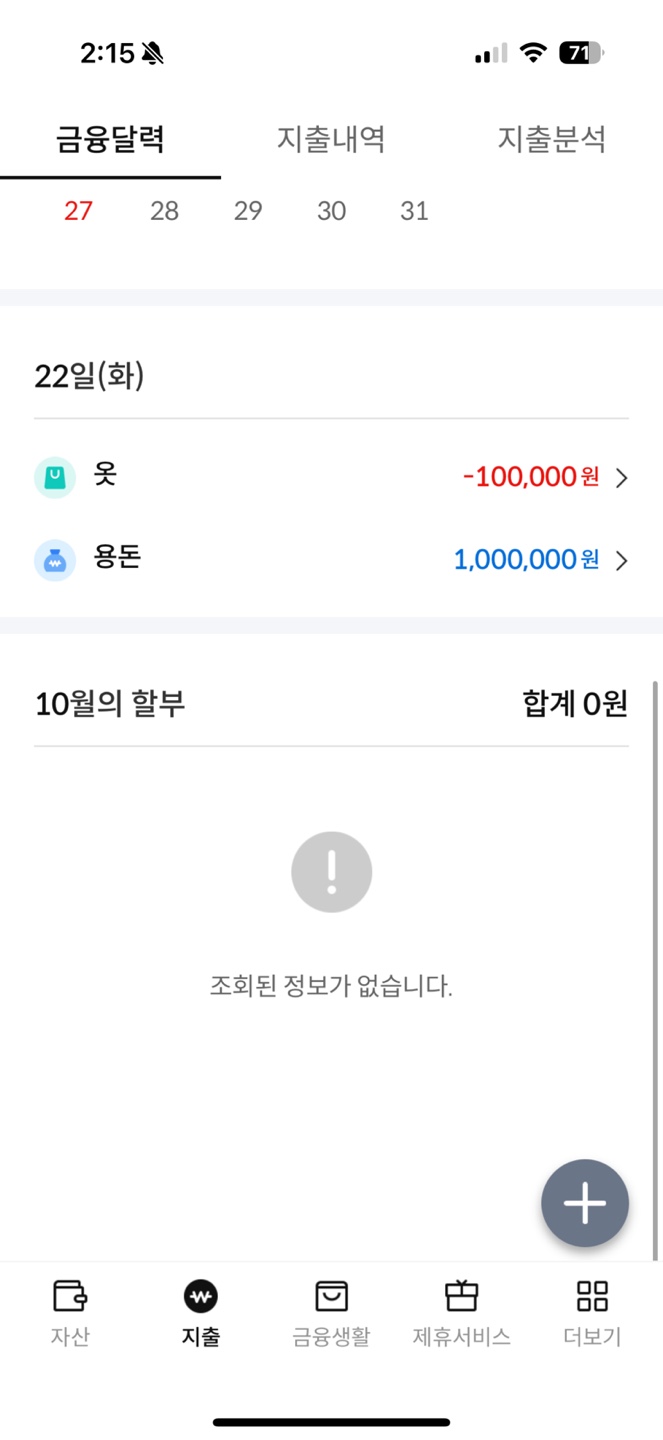 2:15 71
금융달력 지출내역 지출분석
27 28 29 30 31
22일(화)
옷 -100,000원
용돈 1,000,000원
10월의 할부 합계 0원
조회된 정보가 없습니다.
자산 지출 금융생활 제휴서비스 더보기